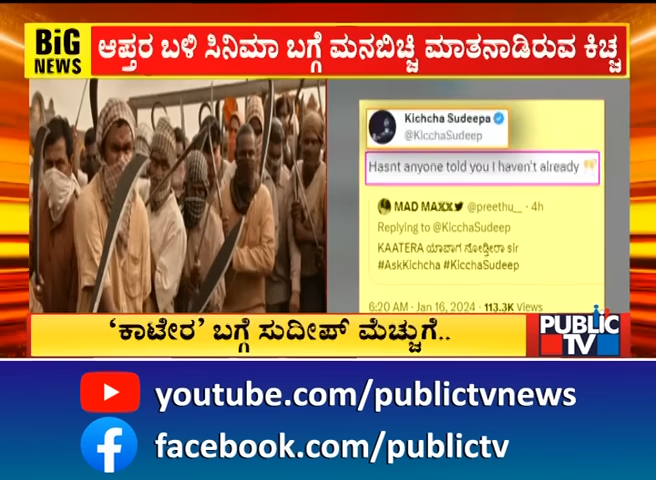 BiG NEWS
ಆಪ್ತರ ಬಳಿ ಸಿನಿಮಾ ಬಗ್ಗೆ ಮನಬಿಚ್ಚಿ ಮಾತನಾಡಿರುವ ಕಿಚ್ಚ
Kichcha Sudeepa
@KicchaSudeep
Hasnt anyone told you I haven't already
MAD MAXX @preethu__ · 4h
Replying to @KicchaSudeep
KAATERA ಯಾವಾಗ ನೋಡ್ತೀರಾ sir
#AskKichcha #KicchaSudeep
6:20 AM · Jan 16, 2024 · 113.3K Views
'ಕಾಟೇರ' ಬಗ್ಗೆ ಸುದೀಪ್ ಮೆಚ್ಚುಗೆ..
PUBLIC TV
youtube.com/publictvnews
facebook.com/publictv